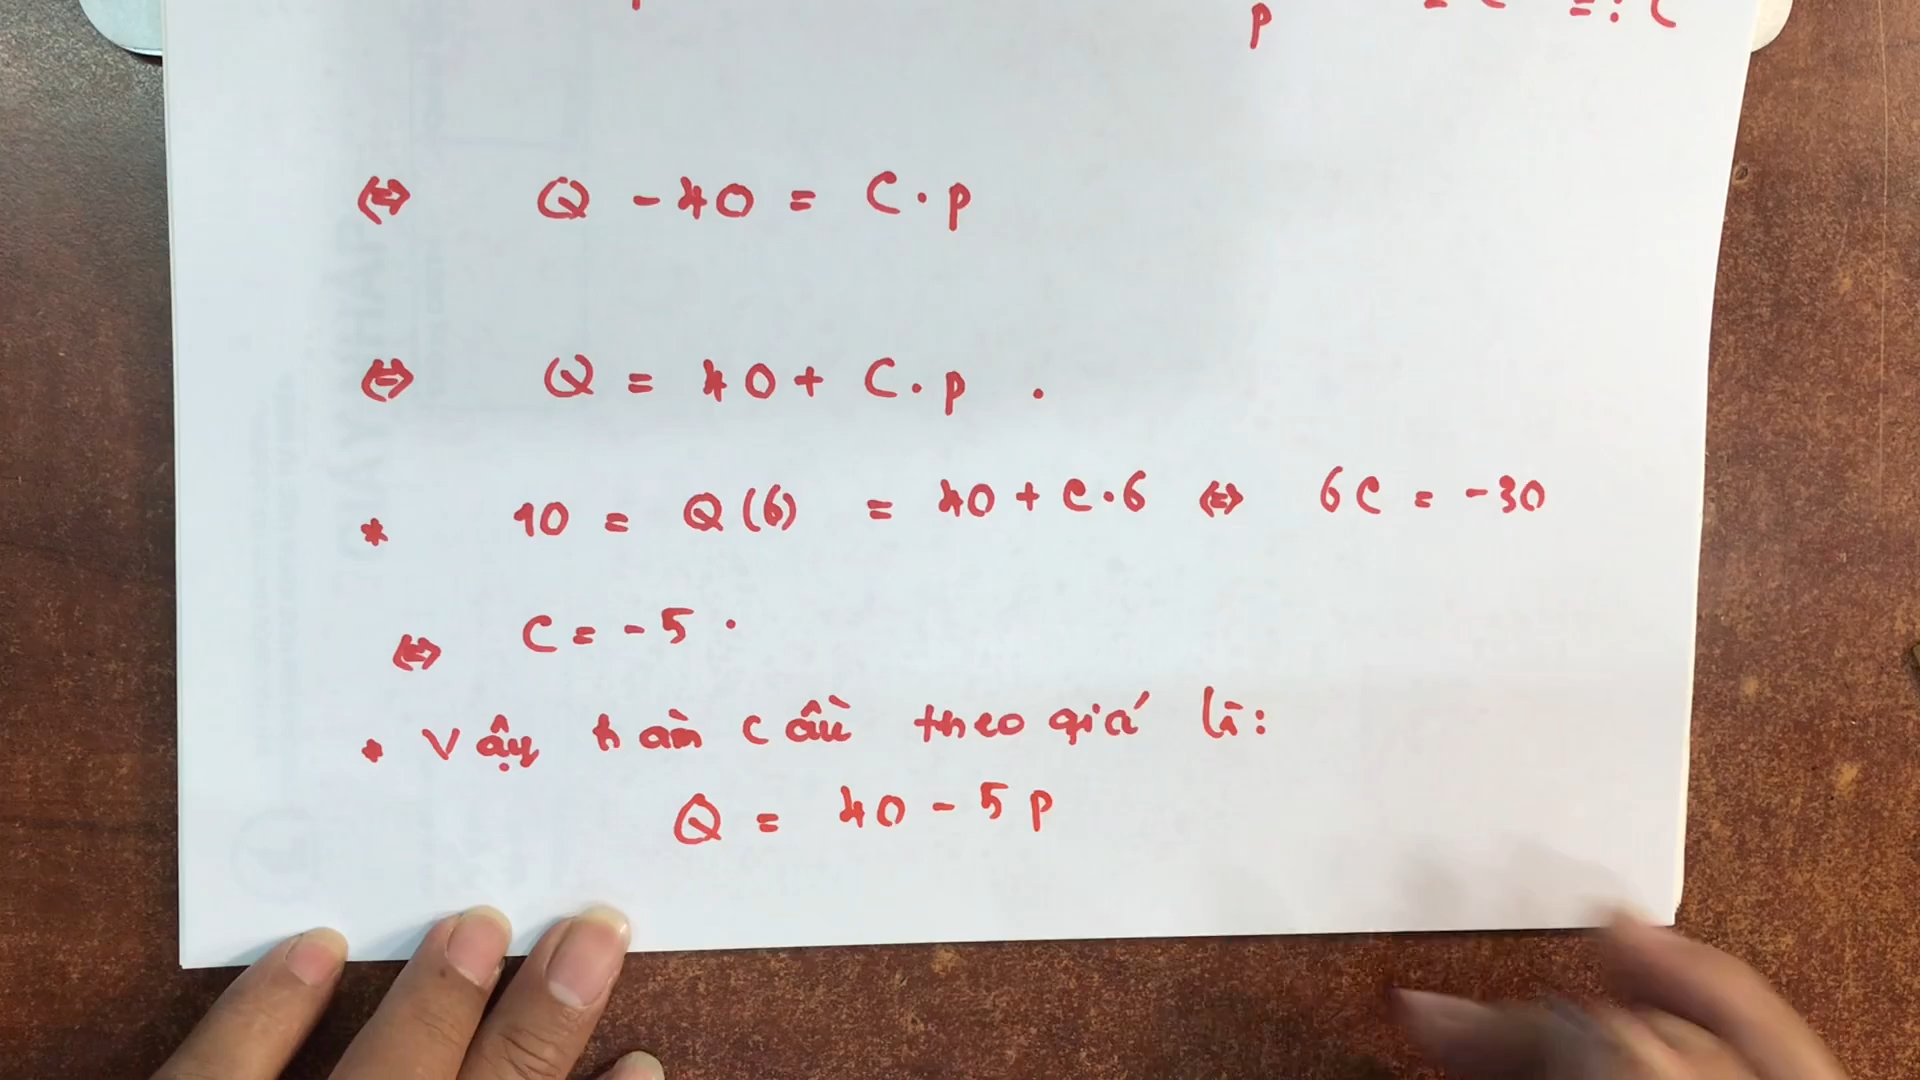 p = C = : C
⇔ Q - 40 = C . p
⇔ Q = 40 + C . p .
* 10 = Q (6) = 40 + C . 6 ⇔ 6C = -30
⇔ C = -5 .
* Vậy hàm cầu theo giá là:
Q = 40 - 5p